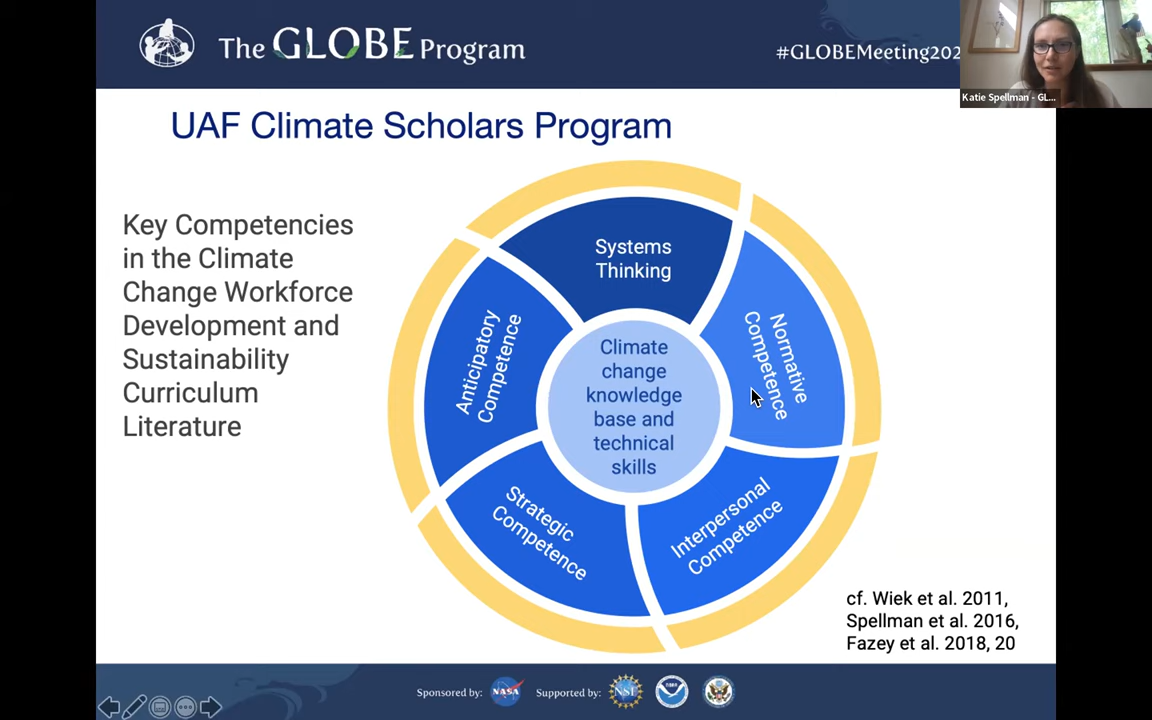 The GLOBE Program
#GLOBEMeeting202
Katie Spellman - GL...
UAF Climate Scholars Program
Key Competencies
in the Climate
Change Workforce
Development and
Sustainability
Curriculum
Literature
Systems
Thinking
Normative
Competence
Interpersonal
Competence
Strategic
Competence
Anticipatory
Competence
Climate
change
knowledge
base and
technical
skills
cf. Wiek et al. 2011,
Spellman et al. 2016,
Fazey et al. 2018, 20
Sponsored by: NASA Supported by: NSF